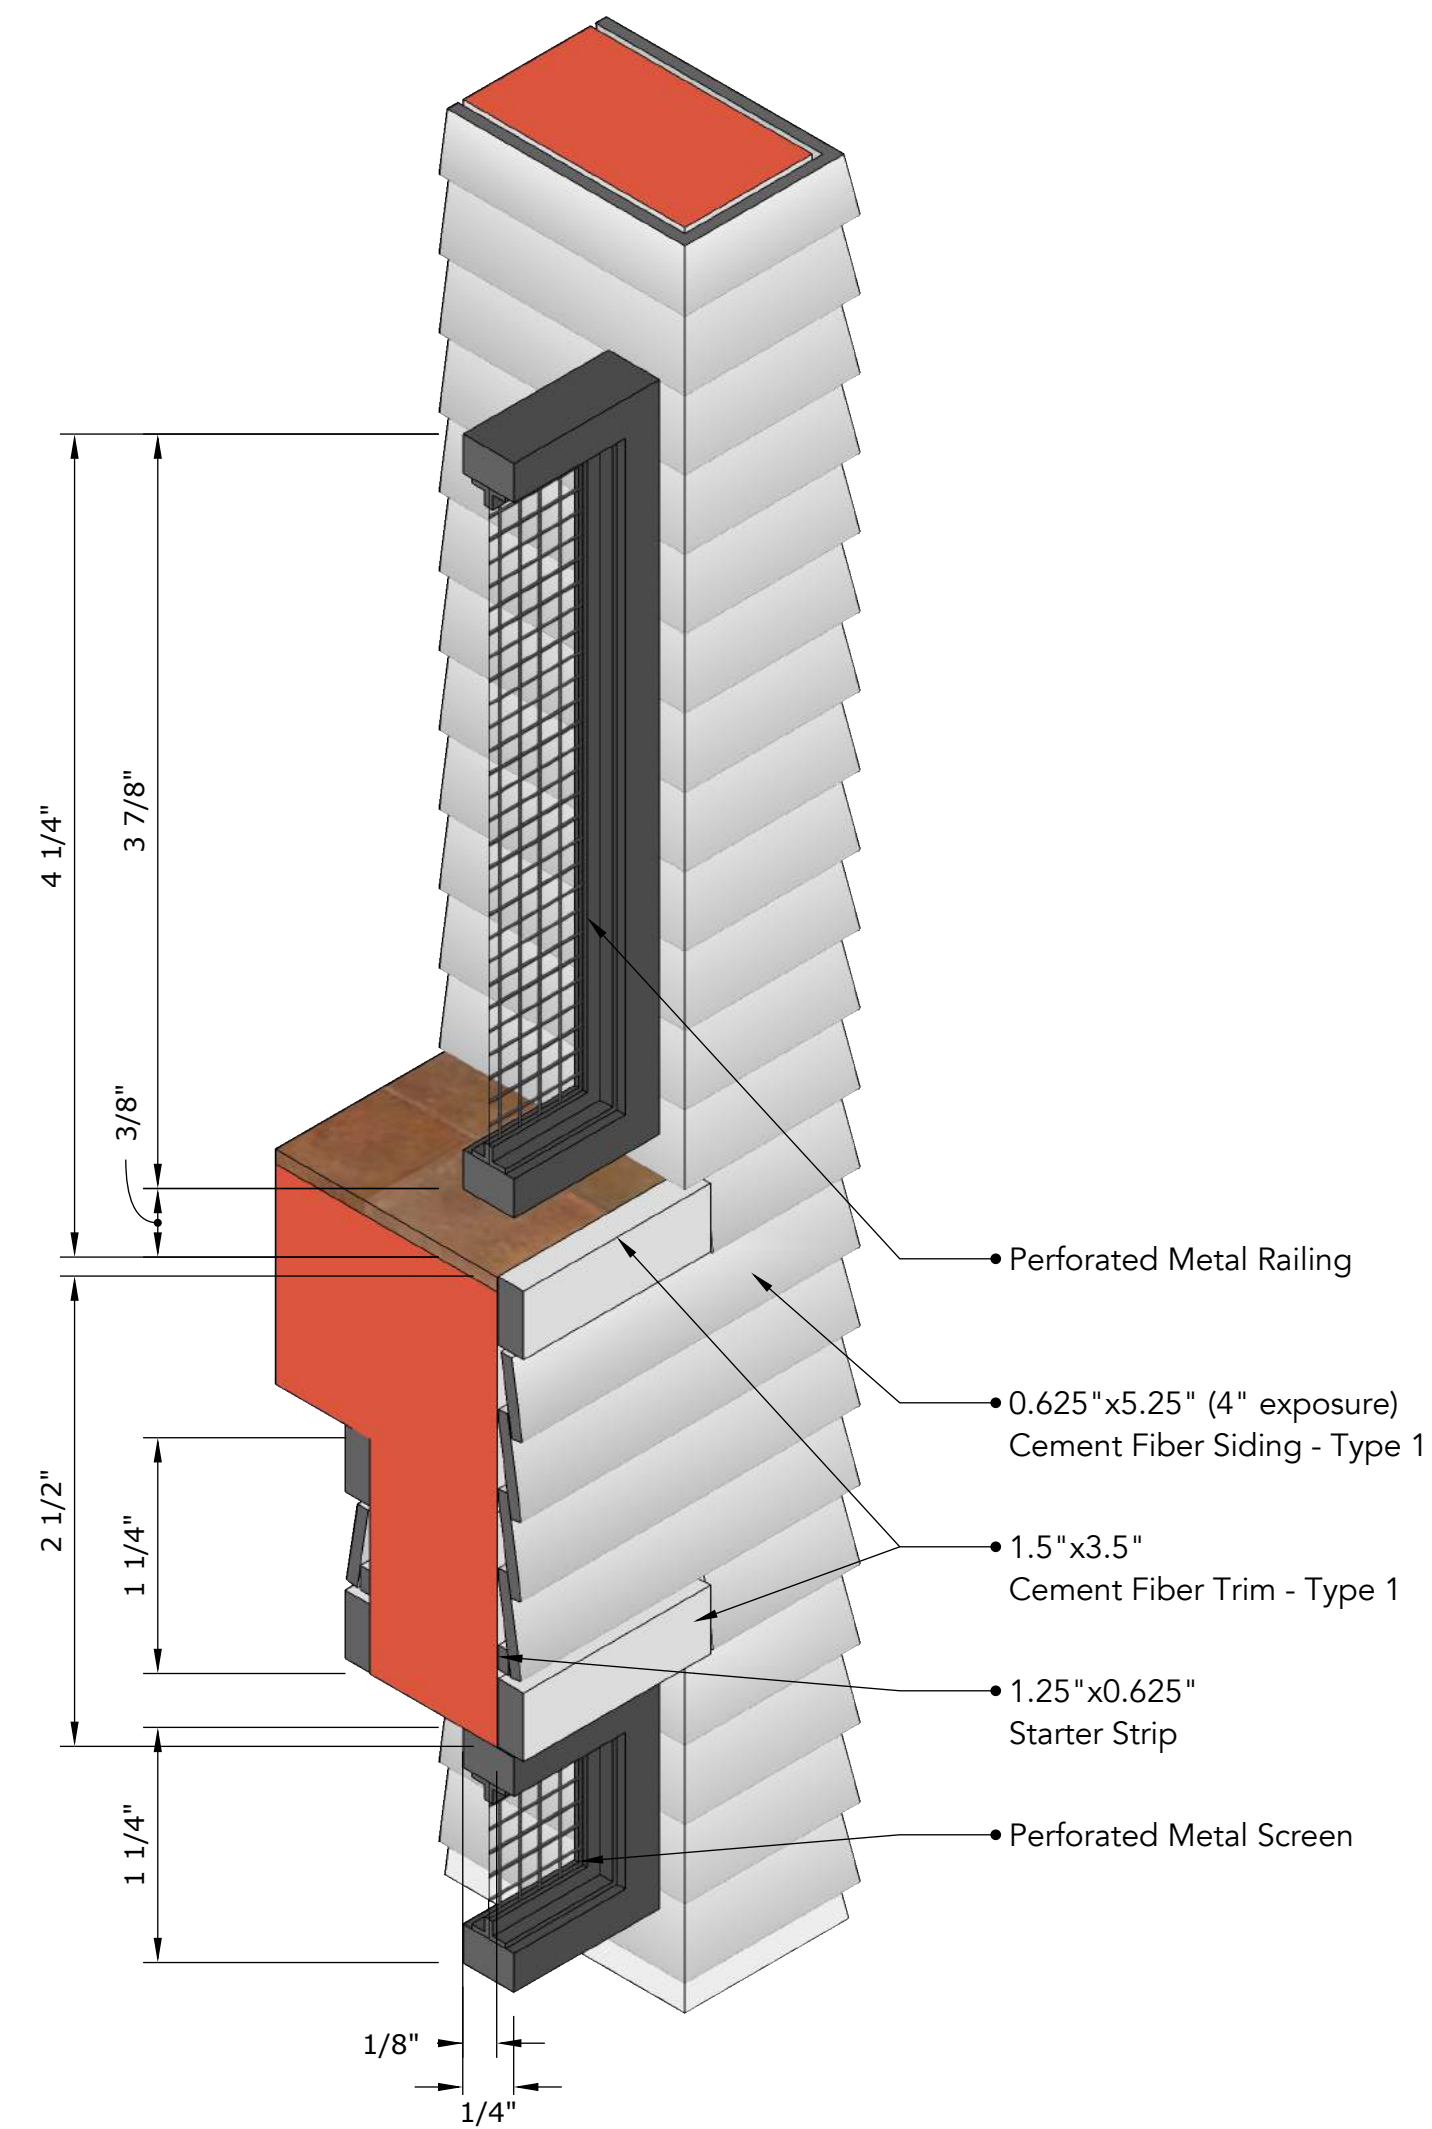 4 1/4"
3 7/8"
3/8"
2 1/2"
1 1/4"
1 1/4"
1/8"
1/4"
Perforated Metal Railing
0.625"x5.25" (4" exposure)
Cement Fiber Siding - Type 1
1.5"x3.5"
Cement Fiber Trim - Type 1
1.25"x0.625"
Starter Strip
Perforated Metal Screen